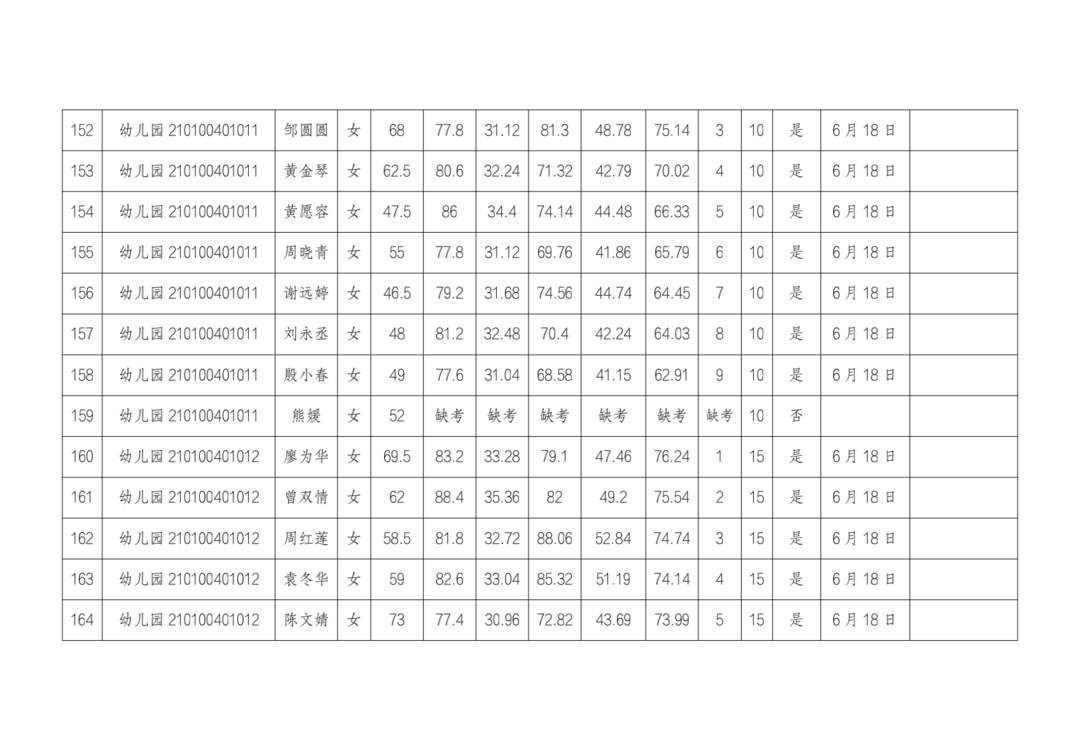 152 幼儿园 210100401011 邹圆圆 女 68 77.8 31.12 81.3 48.78 75.14 3 10 是 6月18日
153 幼儿园 210100401011 黄金琴 女 62.5 80.6 32.24 71.32 42.79 70.02 4 10 是 6月18日
154 幼儿园 210100401011 黄愿容 女 47.5 86 34.4 74.14 44.48 66.33 5 10 是 6月18日
155 幼儿园 210100401011 周晓青 女 55 77.8 31.12 69.76 41.86 65.79 6 10 是 6月18日
156 幼儿园 210100401011 谢远婷 女 46.5 79.2 31.68 74.56 44.74 64.45 7 10 是 6月18日
157 幼儿园 210100401011 刘永丞 女 48 81.2 32.48 70.4 42.24 64.03 8 10 是 6月18日
158 幼儿园 210100401011 殷小春 女 49 77.6 31.04 68.58 41.15 62.91 9 10 是 6月18日
159 幼儿园 210100401011 熊媛 女 52 缺考 缺考 缺考 缺考 缺考 缺考 10 否
160 幼儿园 210100401012 廖为华 女 69.5 83.2 33.28 79.1 47.46 76.24 1 15 是 6月18日
161 幼儿园 210100401012 曾双情 女 62 88.4 35.36 82 49.2 75.54 2 15 是 6月18日
162 幼儿园 210100401012 周红莲 女 58.5 81.8 32.72 88.06 52.84 74.74 3 15 是 6月18日
163 幼儿园 210100401012 袁冬华 女 59 82.6 33.04 85.32 51.19 74.14 4 15 是 6月18日
164 幼儿园 210100401012 陈文婧 女 73 77.4 30.96 72.82 43.69 73.99 5 15 是 6月18日